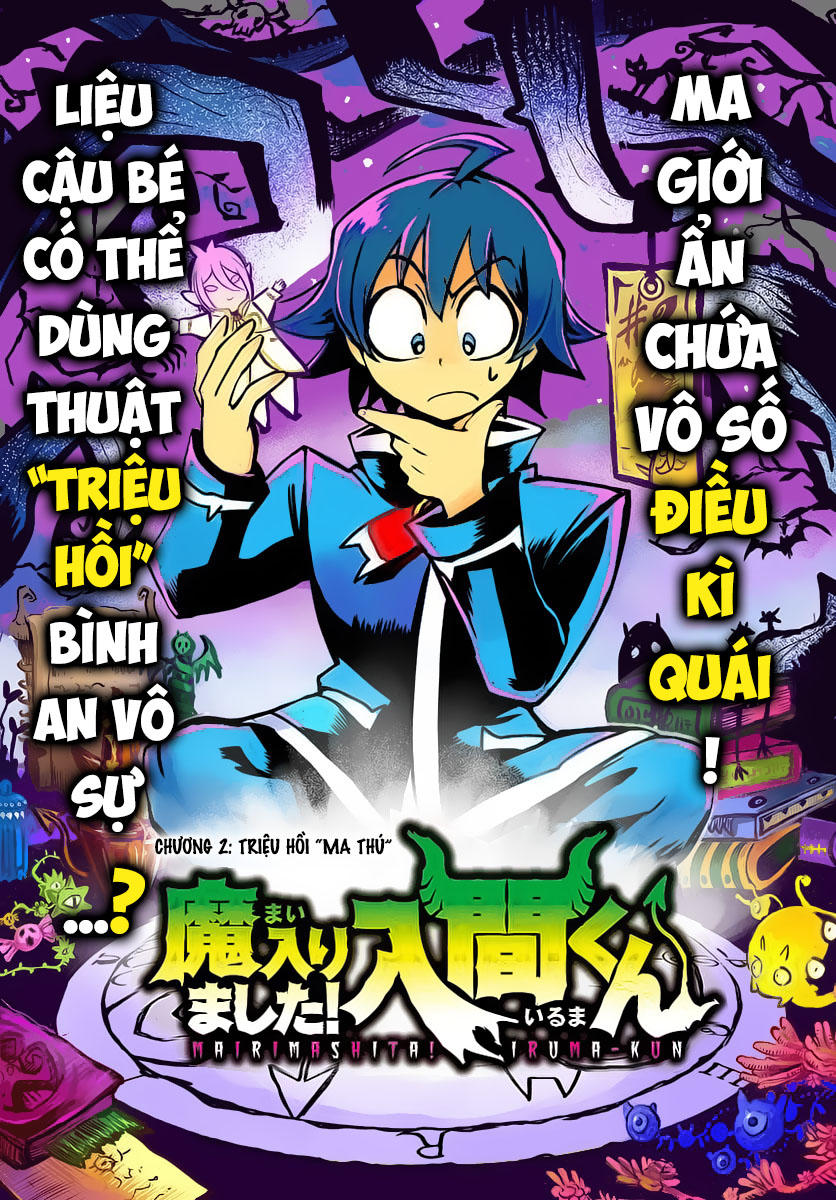 MA
GIỚI
ẨN
CHỨA
VÔ SỐ
ĐIỀU
KÌ
QUÁI
!
LIỆU
CẬU BÉ
CÓ THỂ
DÙNG
THUẬT
“TRIỆU
HỒI”
BÌNH
AN VÔ
SỰ
...?
CHƯƠNG 2: TRIỆU HỒI “MA THÚ”
まい
魔入り
ました!
入間くん
いるま
MAIRIMASHITA! IRUMA-KUN